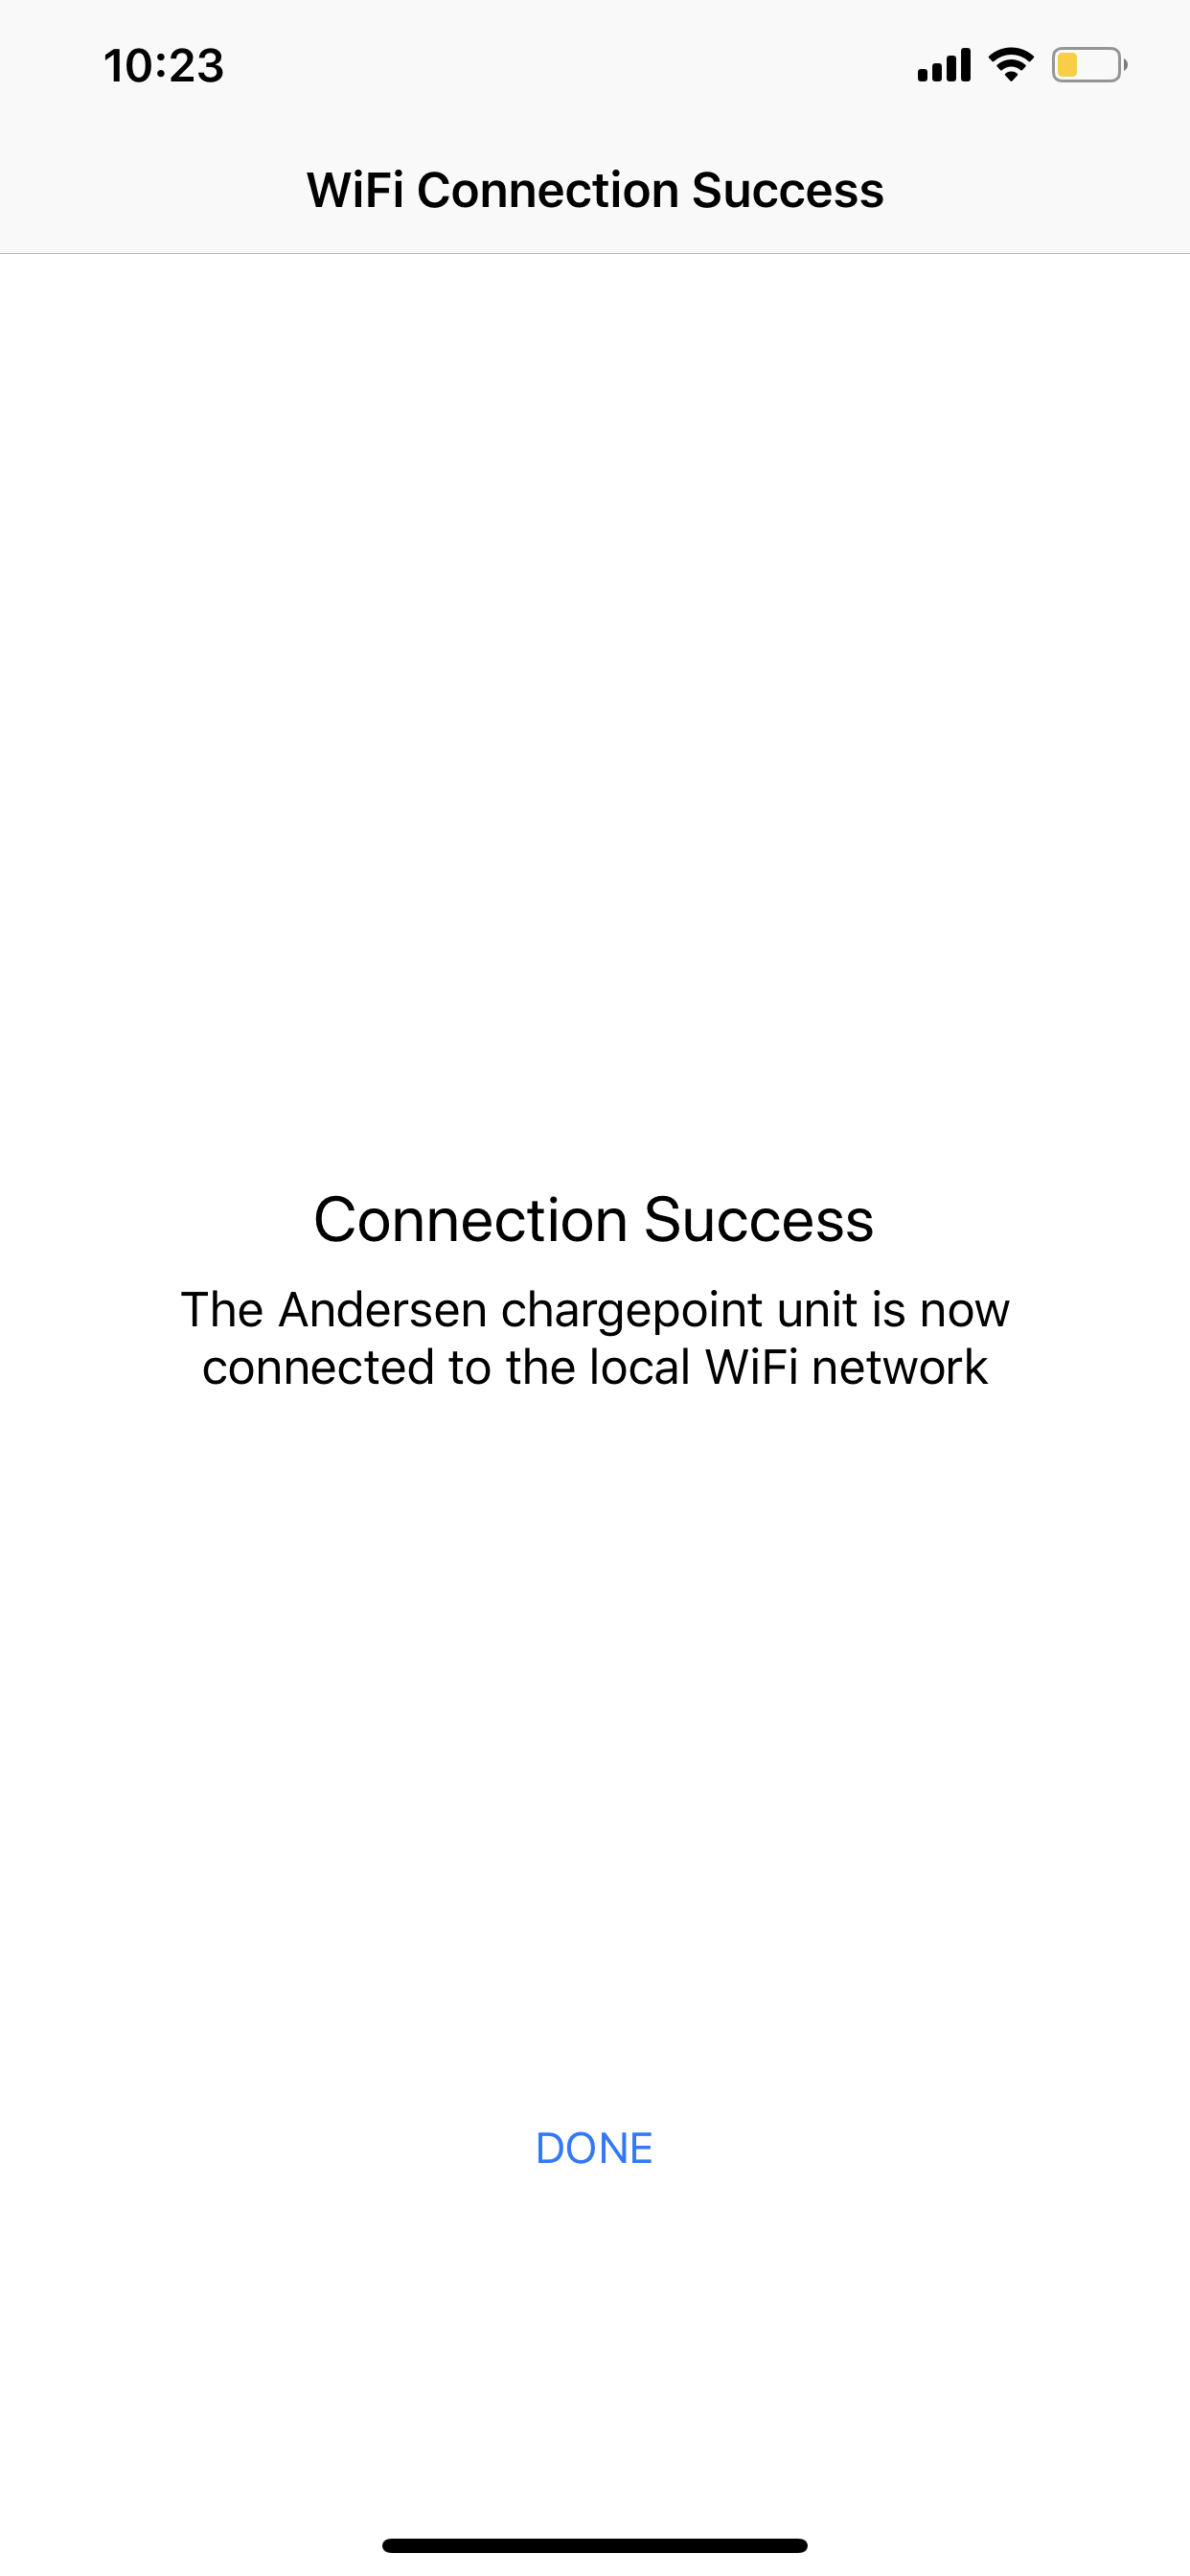 10:23
WiFi Connection Success
Connection Success
The Andersen chargepoint unit is now
connected to the local WiFi network
DONE